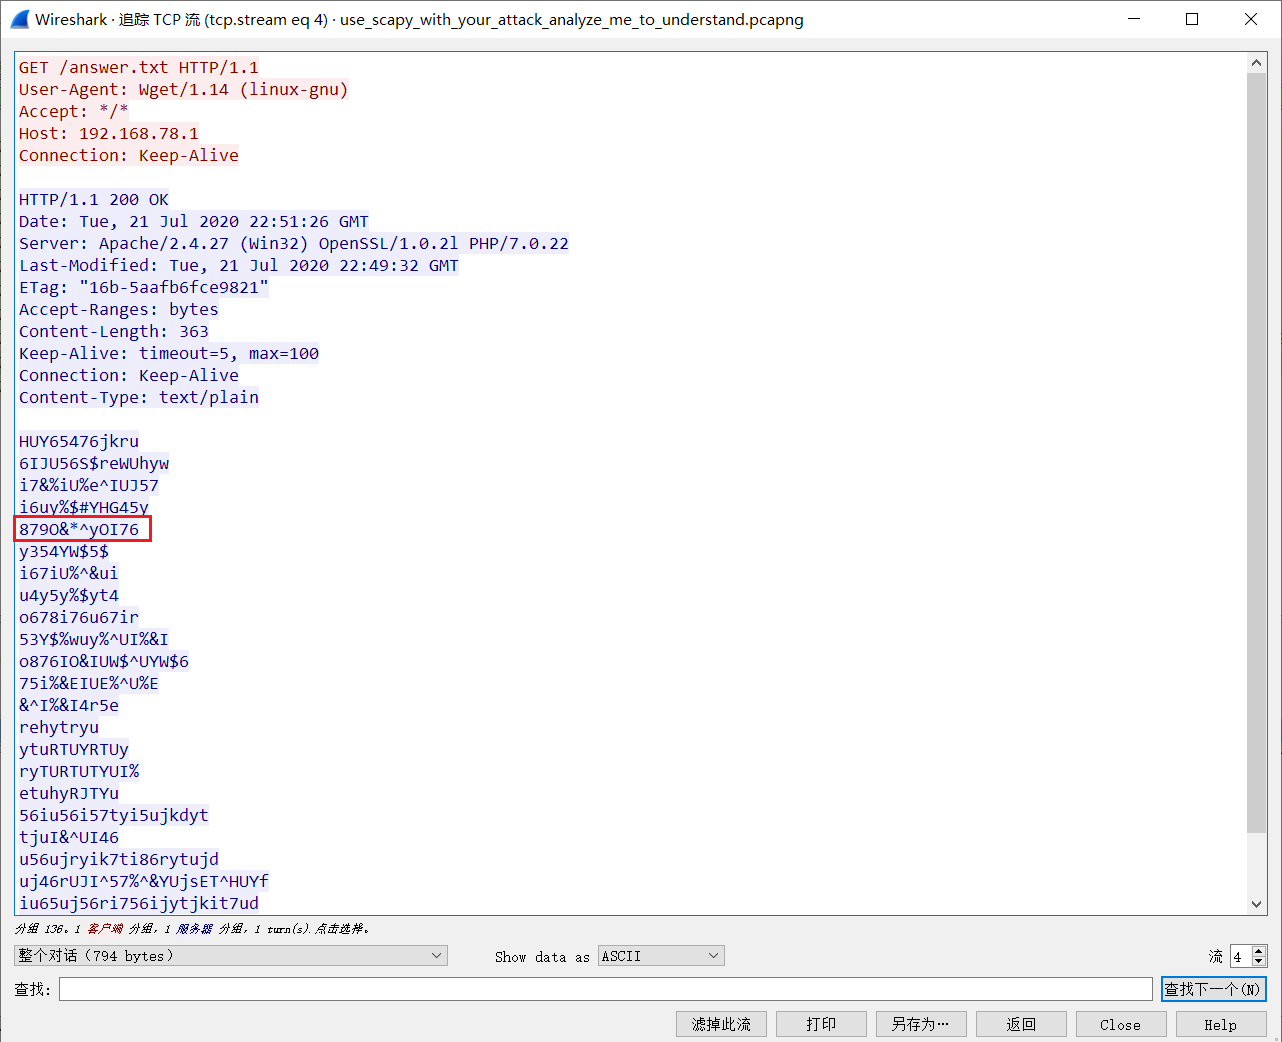 Wireshark · 追踪 TCP 流 (tcp.stream eq 4) · use_scapy_with_your_attack_analyze_me_to_understand.pcapng
GET /answer.txt HTTP/1.1
User-Agent: Wget/1.14 (linux-gnu)
Accept: */*
Host: 192.168.78.1
Connection: Keep-Alive
HTTP/1.1 200 OK
Date: Tue, 21 Jul 2020 22:51:26 GMT
Server: Apache/2.4.27 (Win32) OpenSSL/1.0.2l PHP/7.0.22
Last-Modified: Tue, 21 Jul 2020 22:49:32 GMT
ETag: "16b-5aafb6fce9821"
Accept-Ranges: bytes
Content-Length: 363
Keep-Alive: timeout=5, max=100
Connection: Keep-Alive
Content-Type: text/plain
HUY65476jkru
6IJU56S$reWUhyw
i7&%iU%e^IUJ57
i6uy%$#YHG45y
879O&*^yOI76
y354YW$5$
i67iU%^&ui
u4y5y%$yt4
o678i76u67ir
53Y$%wuy%^UI%&I
o876IO&IUW$^UYW$6
75i%&EIUE%^U%E
&^I%&I4r5e
rehytryu
ytuRTUYRTUy
ryTURTUTYUI%
etuhyRJTYu
56iu56i57tyi5ujkdyt
tjuI&^UI46
u56ujryik7ti86rytujd
uj46rUJI^57%^&YUjsET^HUYf
iu65uj56ri756ijytjkit7ud
分组 136。1 客户端 分组，1 服务器 分组，1 turn(s).点击选择。
整个对话（794 bytes） Show data as ASCII 流 4
查找: 查找下一个(N)
滤掉此流 打印 另存为… 返回 Close Help